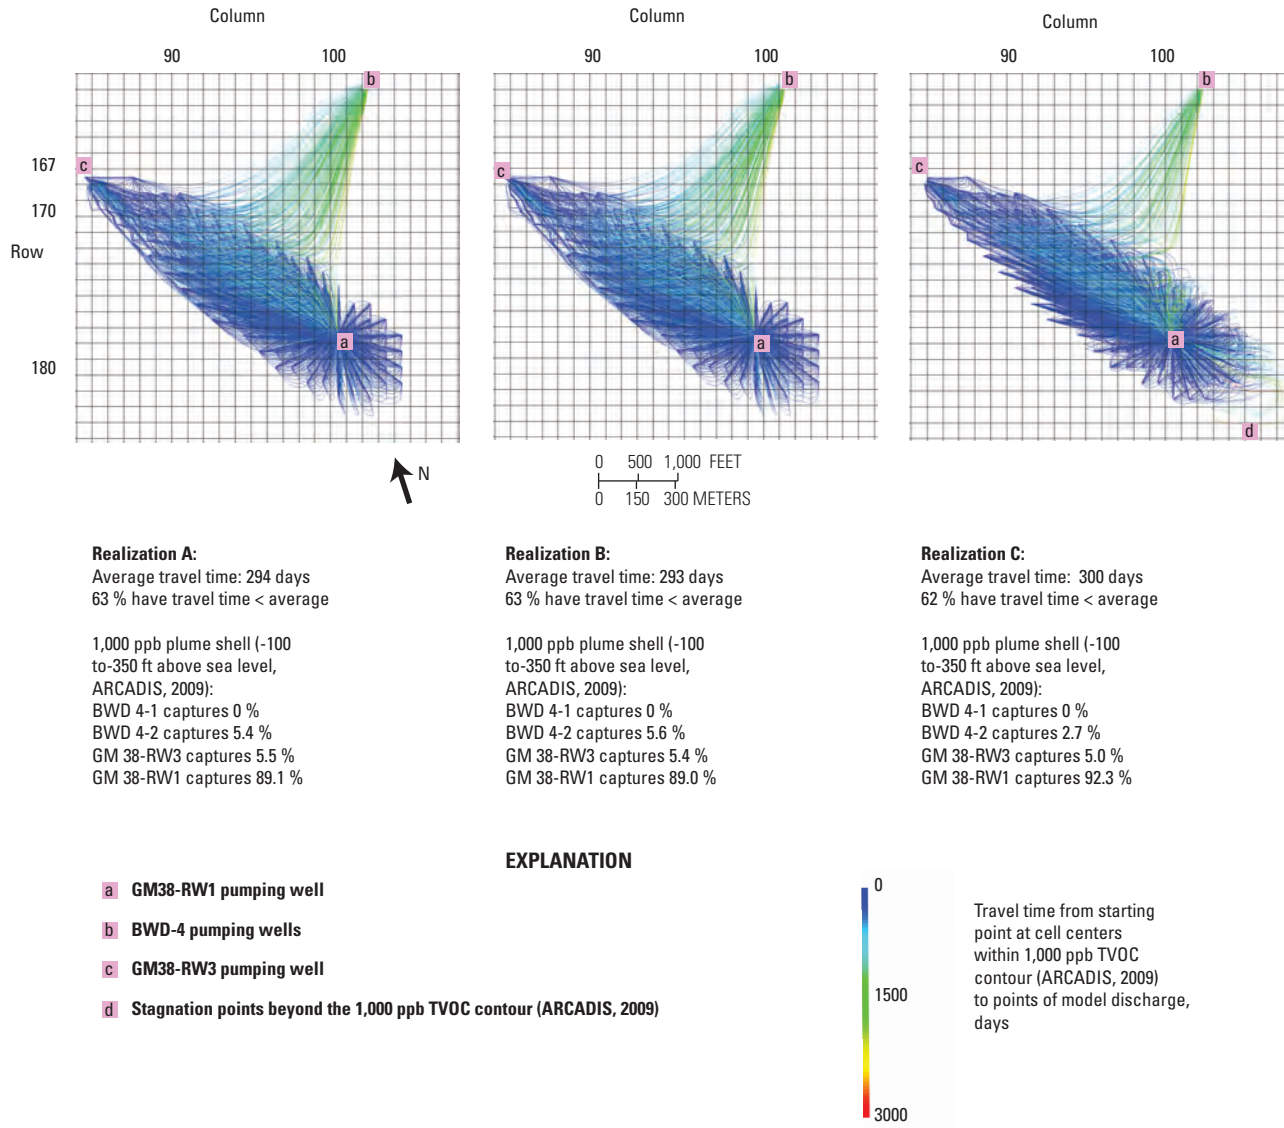 Column
Column
Column
90
100
90
100
90
100
b
b
b
167
c
c
c
170
Row
a
a
a
180
d
N
0 500 1,000 FEET
0 150 300 METERS
Realization A:
Average travel time: 294 days
63 % have travel time < average
1,000 ppb plume shell (-100
to-350 ft above sea level,
ARCADIS, 2009):
BWD 4-1 captures 0 %
BWD 4-2 captures 5.4 %
GM 38-RW3 captures 5.5 %
GM 38-RW1 captures 89.1 %
Realization B:
Average travel time: 293 days
63 % have travel time < average
1,000 ppb plume shell (-100
to-350 ft above sea level,
ARCADIS, 2009):
BWD 4-1 captures 0 %
BWD 4-2 captures 5.6 %
GM 38-RW3 captures 5.4 %
GM 38-RW1 captures 89.0 %
Realization C:
Average travel time: 300 days
62 % have travel time < average
1,000 ppb plume shell (-100
to-350 ft above sea level,
ARCADIS, 2009):
BWD 4-1 captures 0 %
BWD 4-2 captures 2.7 %
GM 38-RW3 captures 5.0 %
GM 38-RW1 captures 92.3 %
EXPLANATION
a GM38-RW1 pumping well
b BWD-4 pumping wells
c GM38-RW3 pumping well
d Stagnation points beyond the 1,000 ppb TVOC contour (ARCADIS, 2009)
0
1500
3000
Travel time from starting
point at cell centers
within 1,000 ppb TVOC
contour (ARCADIS, 2009)
to points of model discharge,
days